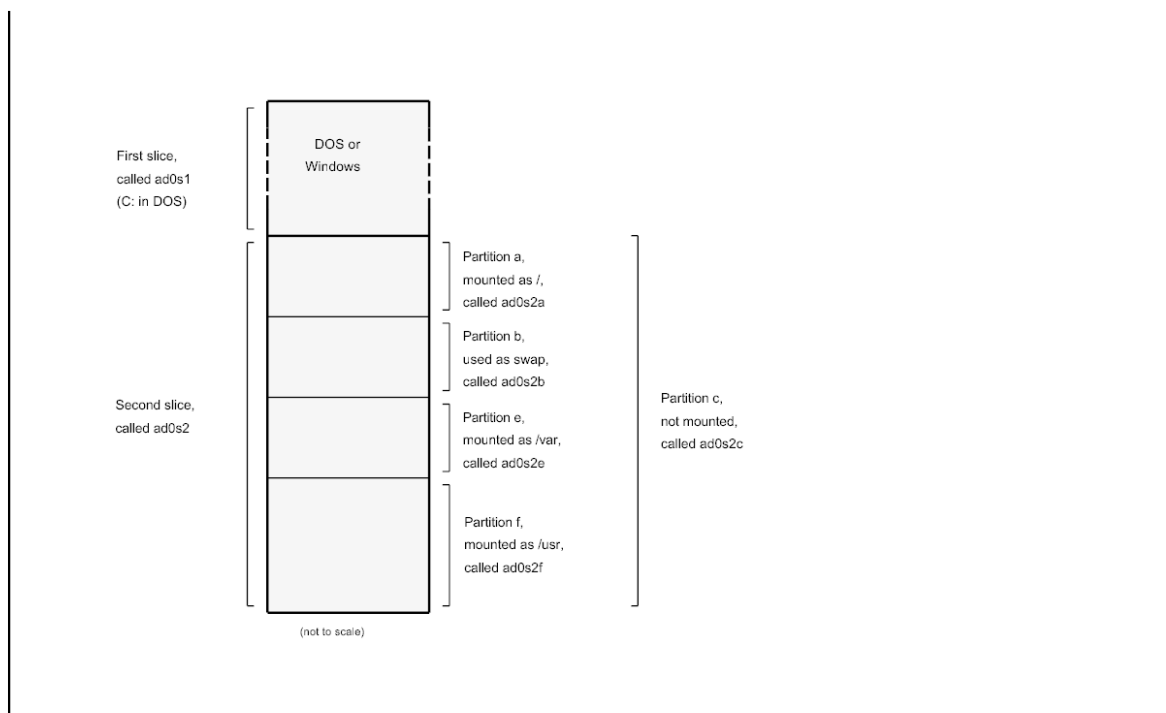 DOS or
Windows
First slice,
called ad0s1
(C: in DOS)
Partition a,
mounted as /,
called ad0s2a
Partition b,
used as swap,
called ad0s2b
Second slice,
called ad0s2
Partition c,
not mounted,
called ad0s2c
Partition e,
mounted as /var,
called ad0s2e
Partition f,
mounted as /usr,
called ad0s2f
(not to scale)